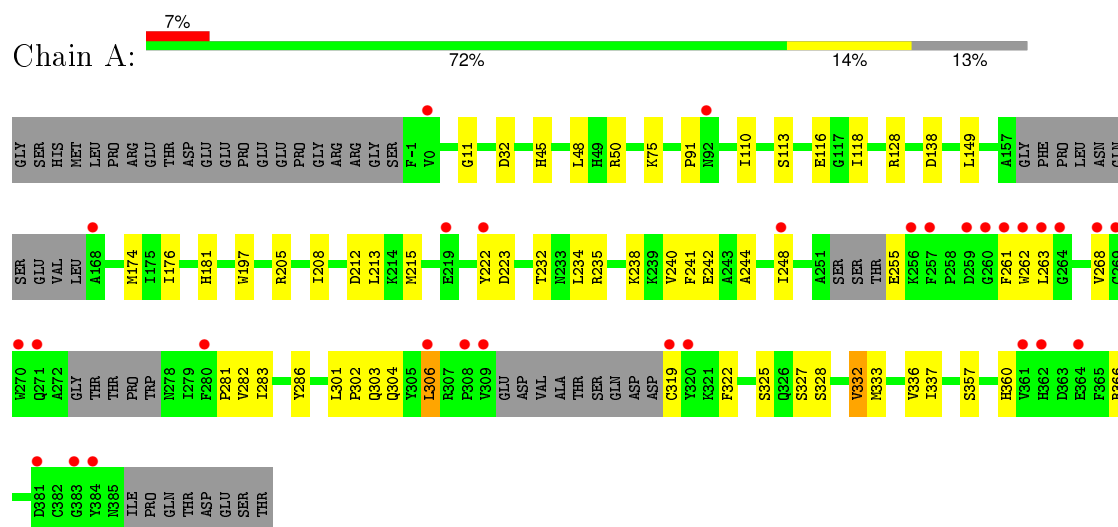 7%
Chain A:
72% 14% 13%
GLY SER HIS MET LEU PRO ARG GLU THR ASP GLU GLU PRO GLU GLU PRO GLY ARG ARG GLY SER F-1 V0 G11 D32 H45 L48 H49 R50 K75 P91 N92 I110 S113 E116 G117 I118 R128 D138 L149 A157 GLY PHE PRO LEU ASN GLN
SER GLU VAL LEU A168 M174 I175 I176 H181 W197 R205 I208 D212 L213 K214 M215 E219 Y222 D223 T232 N233 L234 R235 K238 K239 V240 F241 E242 A243 A244 I248 A251 SER SER THR E255 K256 F257 P258 D259 G260 F261 W262 L263 G264 V268 G269
W270 Q271 A272 GLY THR THR PRO TRP N278 I279 F280 P281 V282 I283 Y286 L301 P302 Q303 Q304 Y305 L306 R307 P308 V309 GLU ASP VAL ALA THR SER GLN ASP ASP C319 Y320 K321 F322 S325 Q326 S327 S328 V332 M333 V336 I337 S357 H360 V361 H362 D363 E364 F365 R366
D381 C382 G383 Y384 N385 ILE PRO GLN THR ASP GLU SER THR